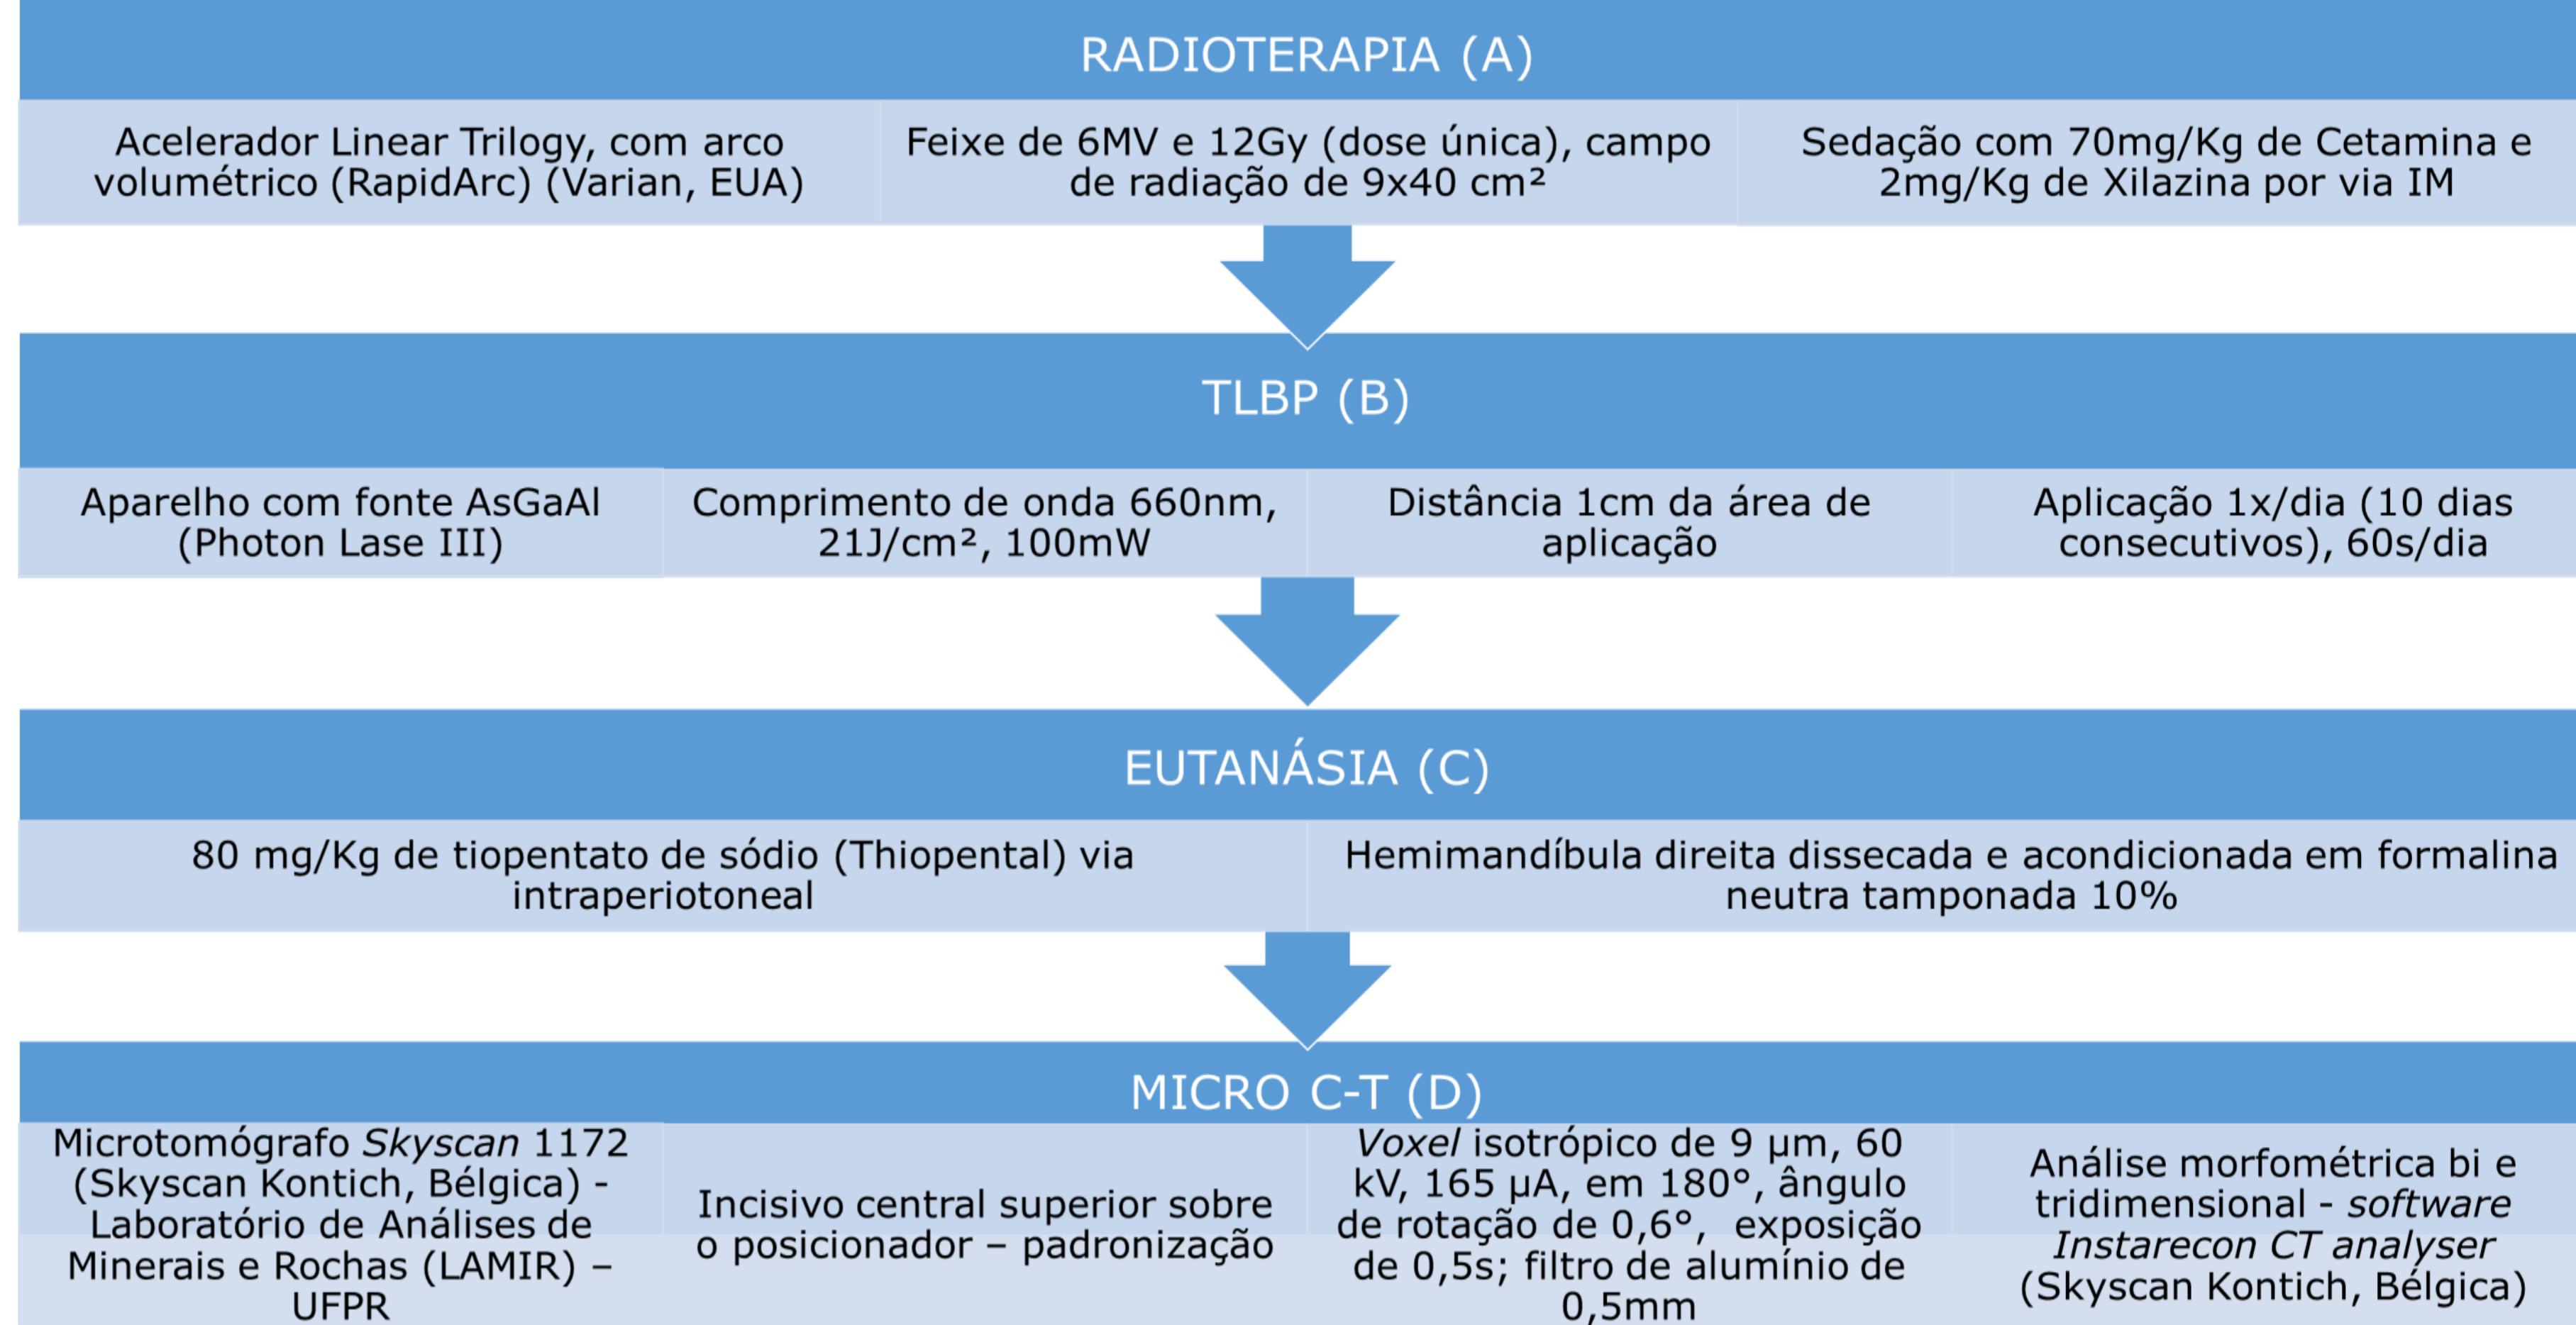 RADIOTERAPIA (A)
Acelerador Linear Trilogy, com arco
volumétrico (RapidArc) (Varian, EUA)
Feixe de 6MV e 12Gy (dose única), campo
de radiação de 9x40 cm²
Sedação com 70mg/Kg de Cetamina e
2mg/Kg de Xilazina por via IM
TLBP (B)
Aparelho com fonte AsGaAl
(Photon Lase III)
Comprimento de onda 660nm,
21J/cm², 100mW
Distância 1cm da área de
aplicação
Aplicação 1x/dia (10 dias
consecutivos), 60s/dia
EUTANÁSIA (C)
80 mg/Kg de tiopentato de sódio (Thiopental) via
intraperiotoneal
Hemimandíbula direita dissecada e acondicionada em formalina
neutra tamponada 10%
MICRO C-T (D)
Microtomógrafo Skyscan 1172
(Skyscan Kontich, Bélgica) -
Laboratório de Análises de
Minerais e Rochas (LAMIR) –
UFPR
Incisivo central superior sobre
o posicionador – padronização
Voxel isotrópico de 9 µm, 60
kV, 165 µA, em 180°, ângulo
de rotação de 0,6°, exposição
de 0,5s; filtro de alumínio de
0,5mm
Análise morfométrica bi e
tridimensional - software
Instarecon CT analyser
(Skyscan Kontich, Bélgica)